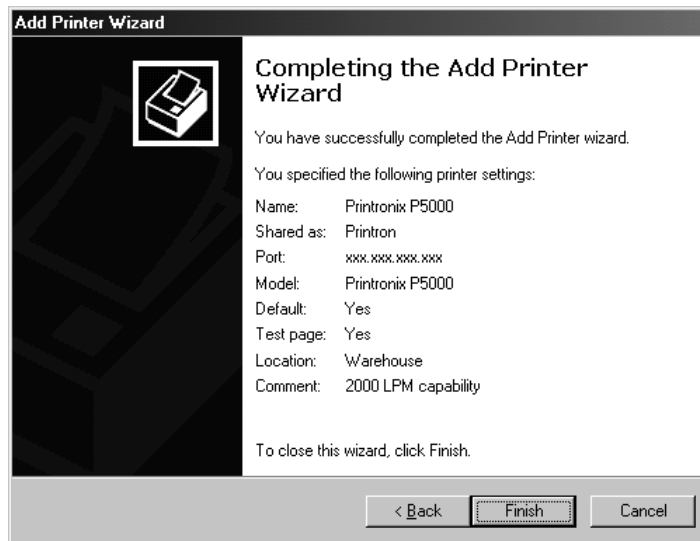 Add Printer Wizard
Completing the Add Printer
Wizard
You have successfully completed the Add Printer wizard.
You specified the following printer settings:
Name: Printronix P5000
Shared as: Printron
Port: xxx.xxx.xxx.xxx
Model: Printronix P5000
Default: Yes
Test page: Yes
Location: Warehouse
Comment: 2000 LPM capability
To close this wizard, click Finish.
< Back Finish Cancel